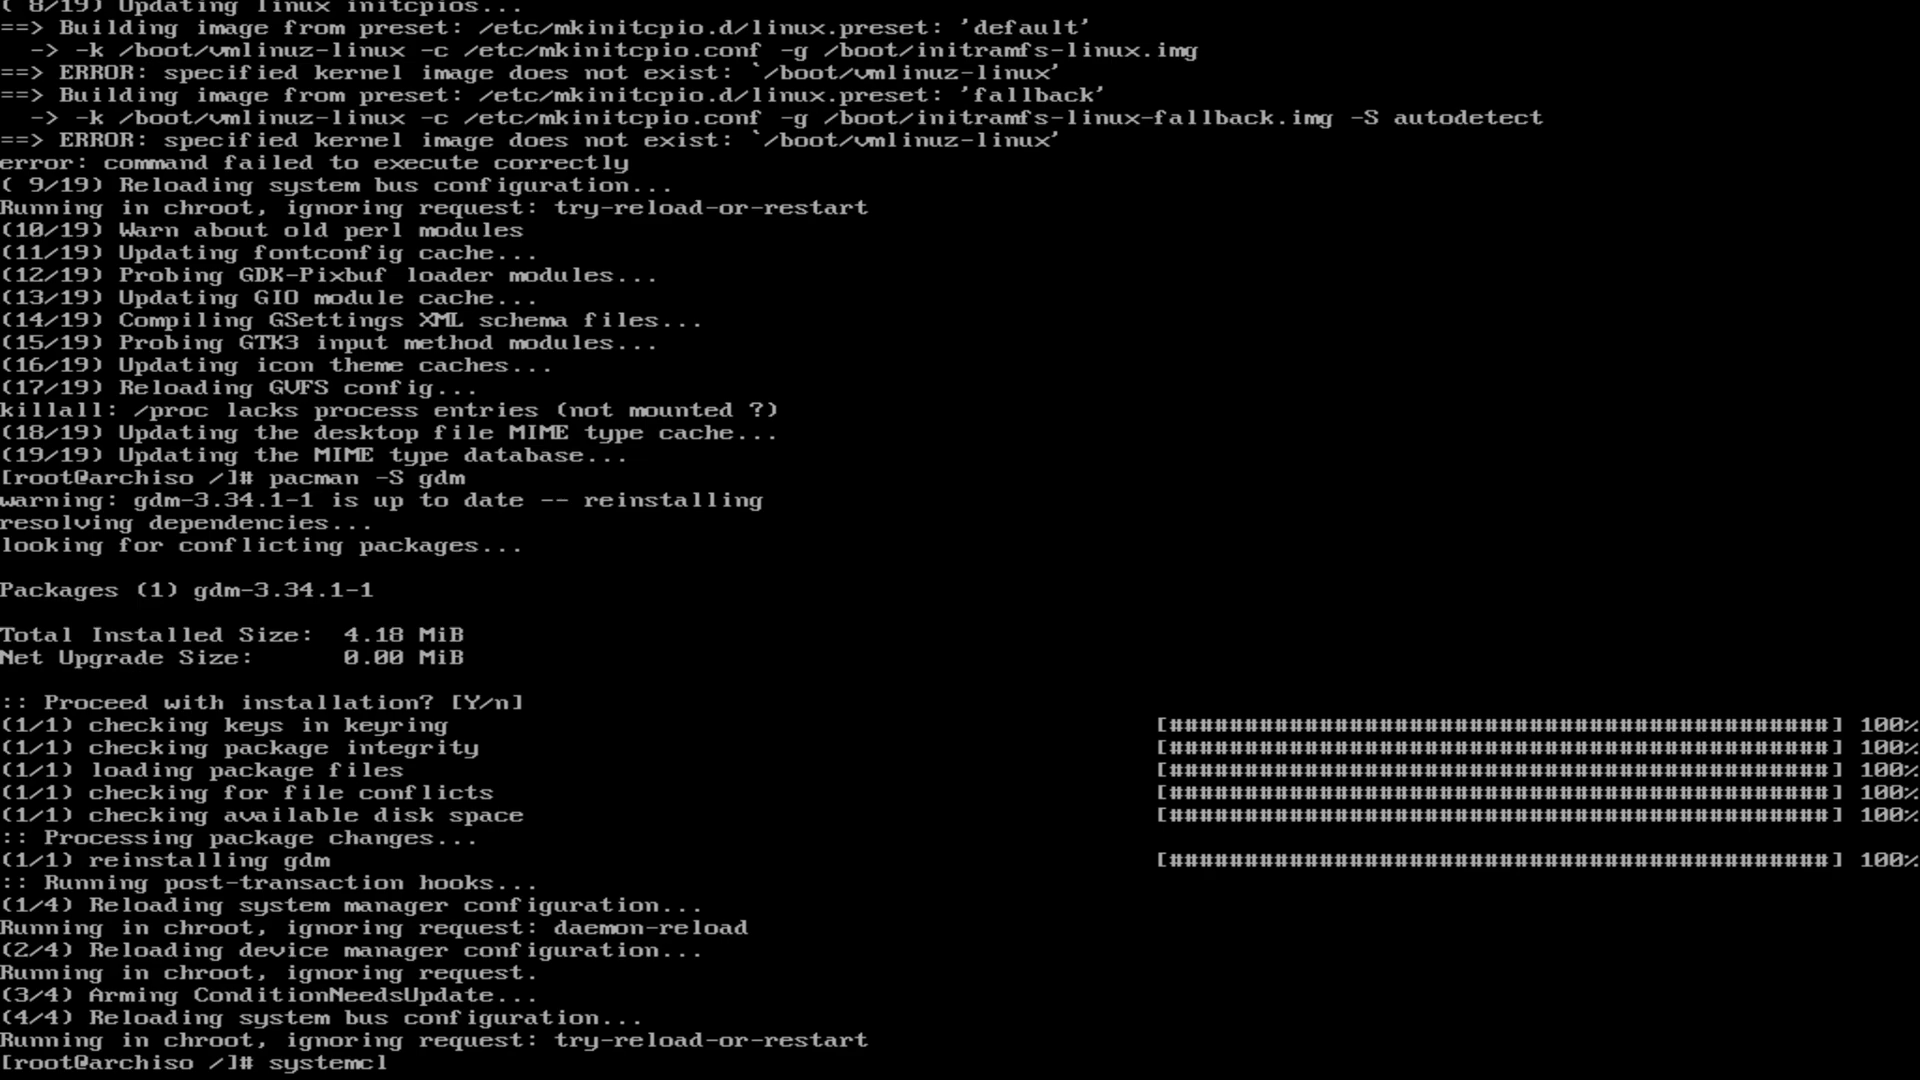 ( 8/19) Updating linux initcpios...
==> Building image from preset: /etc/mkinitcpio.d/linux.preset: 'default'
  -> -k /boot/vmlinuz-linux -c /etc/mkinitcpio.conf -g /boot/initramfs-linux.img
==> ERROR: specified kernel image does not exist: `/boot/vmlinuz-linux'
==> Building image from preset: /etc/mkinitcpio.d/linux.preset: 'fallback'
  -> -k /boot/vmlinuz-linux -c /etc/mkinitcpio.conf -g /boot/initramfs-linux-fallback.img -S autodetect
==> ERROR: specified kernel image does not exist: `/boot/vmlinuz-linux'
error: command failed to execute correctly
( 9/19) Reloading system bus configuration...
Running in chroot, ignoring request: try-reload-or-restart
(10/19) Warn about old perl modules
(11/19) Updating fontconfig cache...
(12/19) Probing GDK-Pixbuf loader modules...
(13/19) Updating GIO module cache...
(14/19) Compiling GSettings XML schema files...
(15/19) Probing GTK3 input method modules...
(16/19) Updating icon theme caches...
(17/19) Reloading GVFS config...
killall: /proc lacks process entries (not mounted ?)
(18/19) Updating the desktop file MIME type cache...
(19/19) Updating the MIME type database...
[root@archiso /]# pacman -S gdm
warning: gdm-3.34.1-1 is up to date -- reinstalling
resolving dependencies...
looking for conflicting packages...

Packages (1) gdm-3.34.1-1

Total Installed Size:  4.18 MiB
Net Upgrade Size:      0.00 MiB

:: Proceed with installation? [Y/n]
(1/1) checking keys in keyring [############################################] 100%
(1/1) checking package integrity [############################################] 100%
(1/1) loading package files [############################################] 100%
(1/1) checking for file conflicts [############################################] 100%
(1/1) checking available disk space [############################################] 100%
:: Processing package changes...
(1/1) reinstalling gdm [############################################] 100%
:: Running post-transaction hooks...
(1/4) Reloading system manager configuration...
Running in chroot, ignoring request: daemon-reload
(2/4) Reloading device manager configuration...
Running in chroot, ignoring request.
(3/4) Arming ConditionNeedsUpdate...
(4/4) Reloading system bus configuration...
Running in chroot, ignoring request: try-reload-or-restart
[root@archiso /]# systemcl